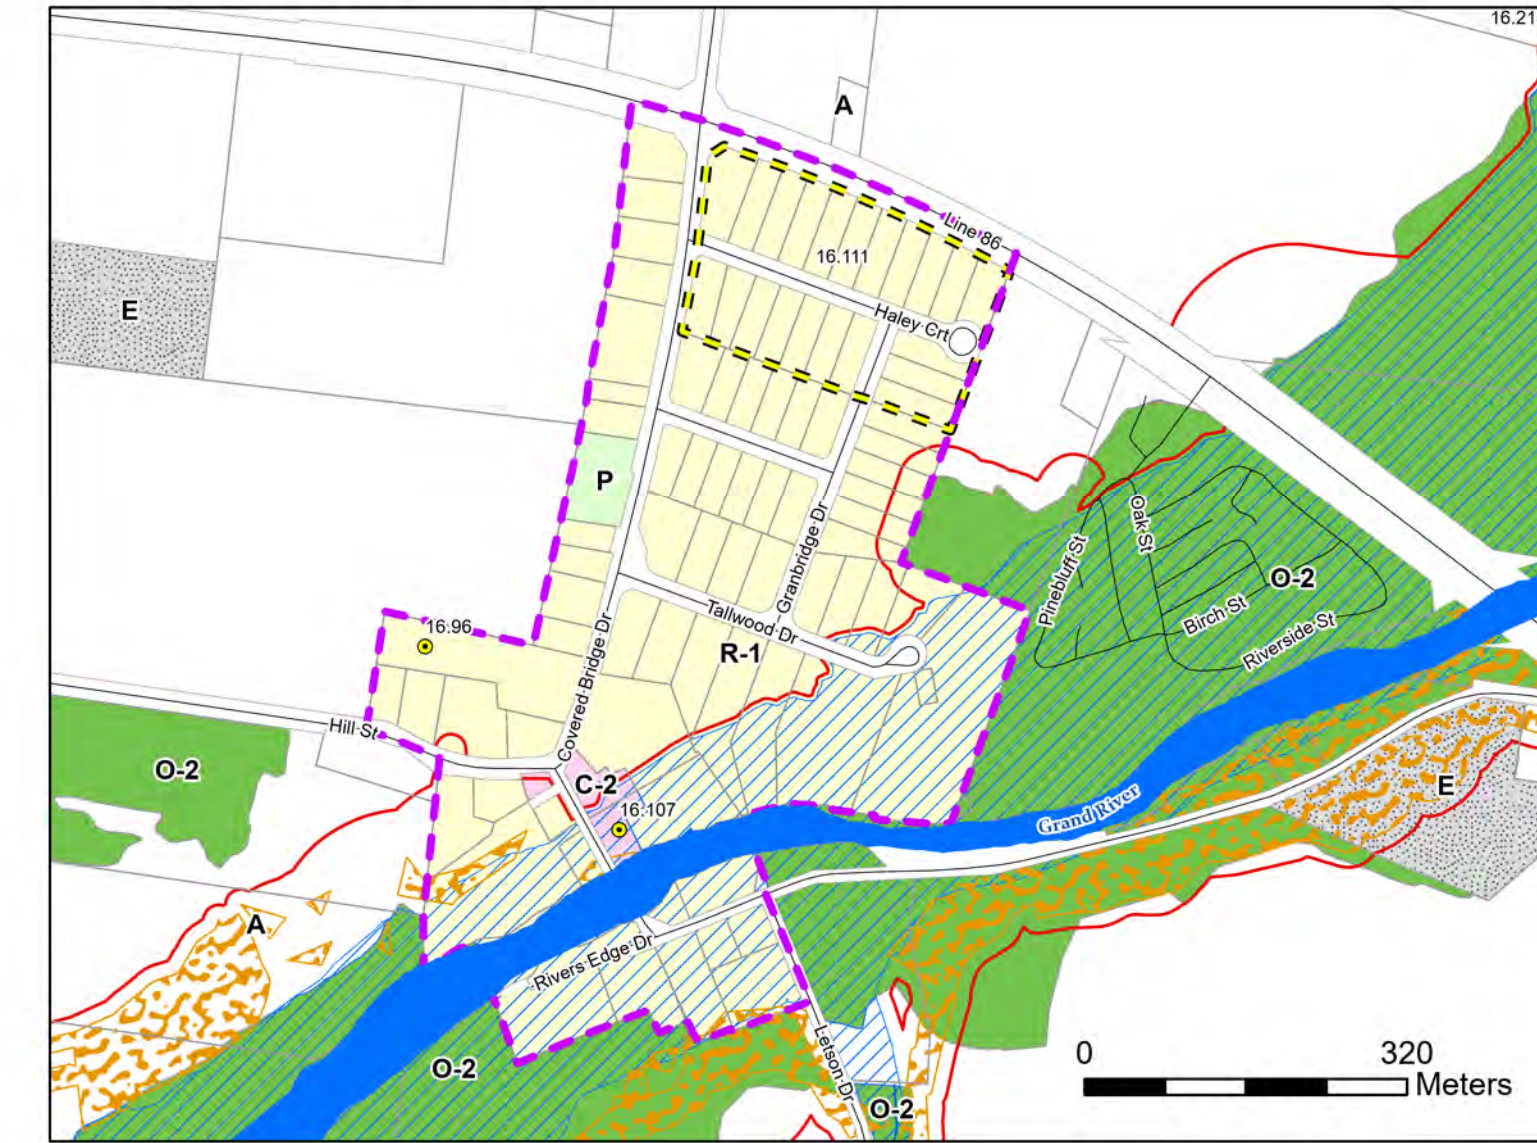 16.21
A
Line 86
16.111
E
Haley Crt
P
Oak St
Granbridge Dr
Pinebluff St
O-2
Birch St
Tallwood Dr
16.96
Riverside St
R-1
Covered Bridge Dr
Hill St
O-2
C-2
E
16.107
Grand River
A
Rivers Edge Dr
0 320
Meters
Letson Dr
O-2
O-2